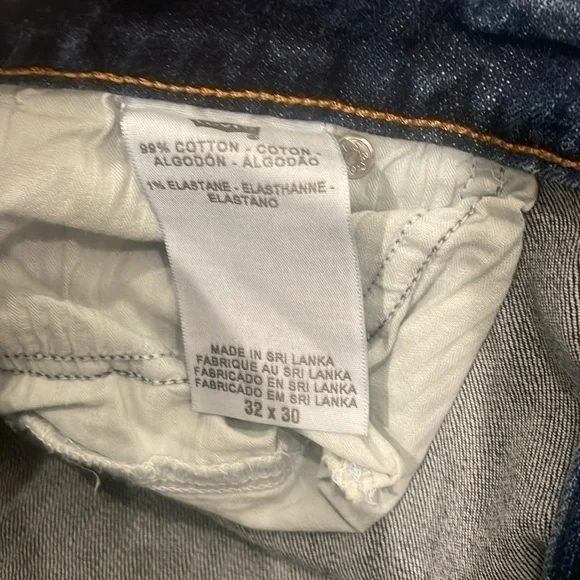 99% COTTON - COTON -
ALGODÓN - ALGODÃO
1% ELASTANE - ELASTHANNE -
ELASTANO
MADE IN SRI LANKA
FABRIQUE AU SRI LANKA
FABRICADO EN SRI LANKA
FABRICADO EM SRI LANKA
32 X 30